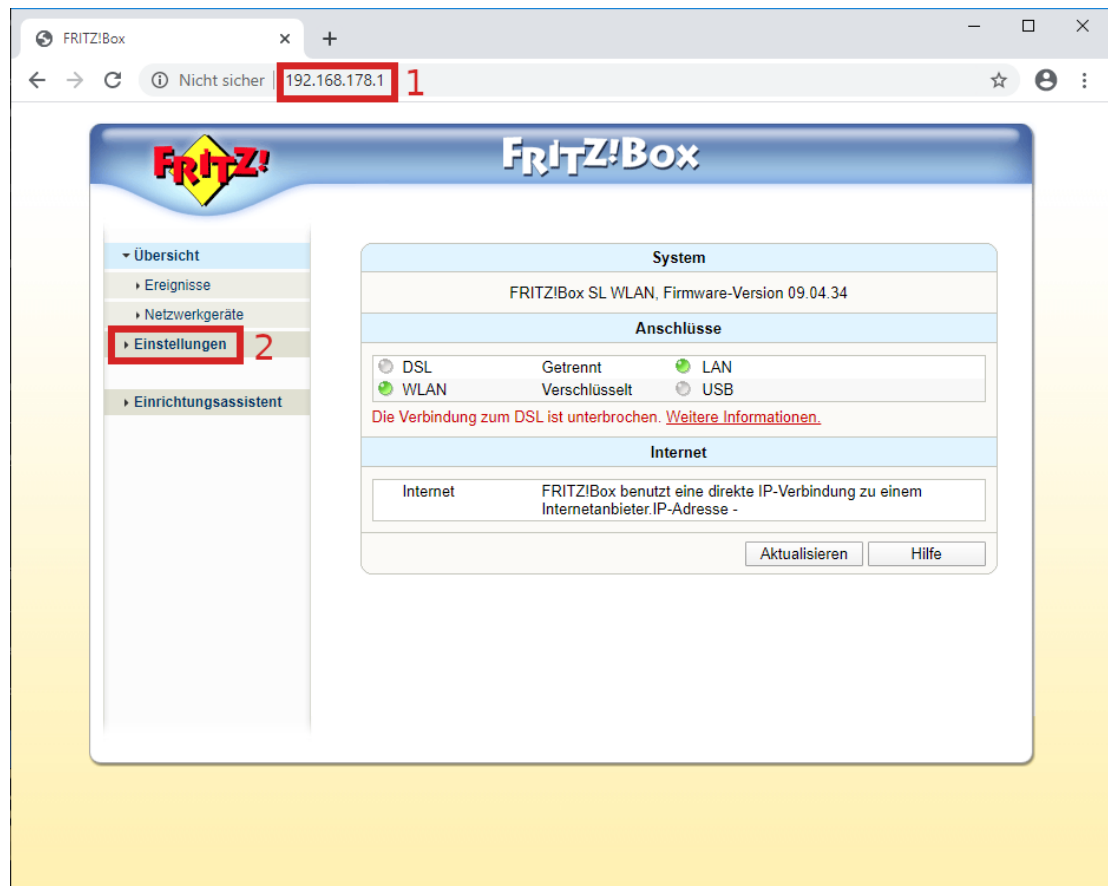 FRITZ!Box
Nicht sicher 192.168.178.1 1
FRITZ! FRITZ!Box
Übersicht
Ereignisse
Netzwerkgeräte
Einstellungen 2
Einrichtungsassistent
System
FRITZ!Box SL WLAN, Firmware-Version 09.04.34
Anschlüsse
DSL Getrennt LAN
WLAN Verschlüsselt USB
Die Verbindung zum DSL ist unterbrochen. Weitere Informationen.
Internet
Internet FRITZ!Box benutzt eine direkte IP-Verbindung zu einem
Internetanbieter.IP-Adresse -
Aktualisieren Hilfe